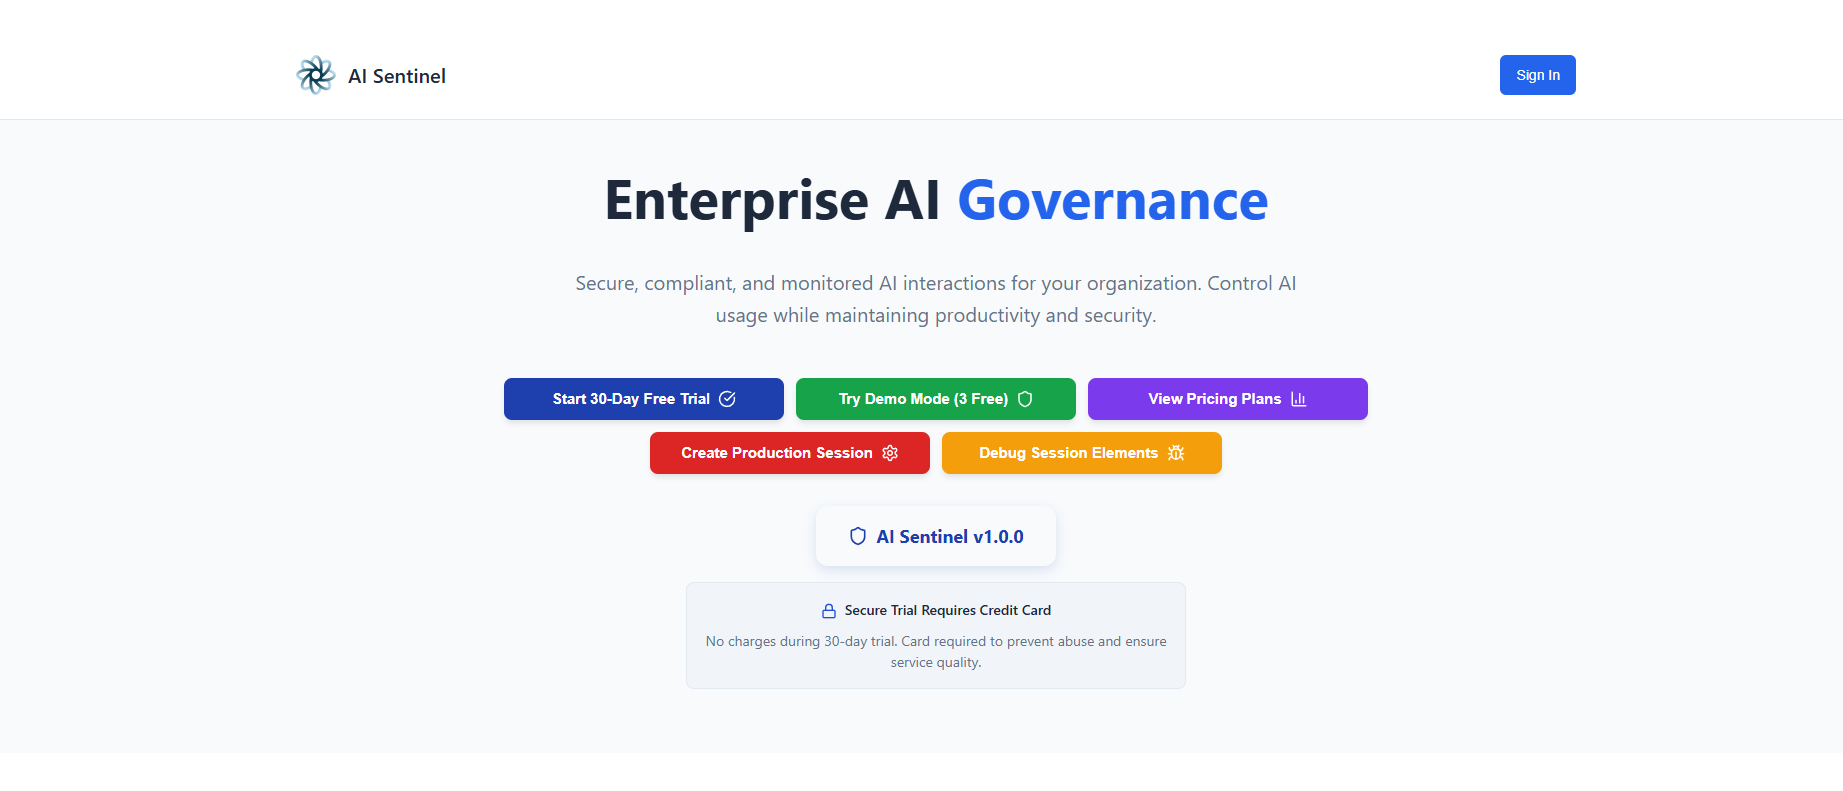 AI Sentinel
Sign In
Enterprise AI Governance
Secure, compliant, and monitored AI interactions for your organization. Control AI
usage while maintaining productivity and security.
Start 30-Day Free Trial
Try Demo Mode (3 Free)
View Pricing Plans
Create Production Session
Debug Session Elements
AI Sentinel v1.0.0
Secure Trial Requires Credit Card
No charges during 30-day trial. Card required to prevent abuse and ensure
service quality.